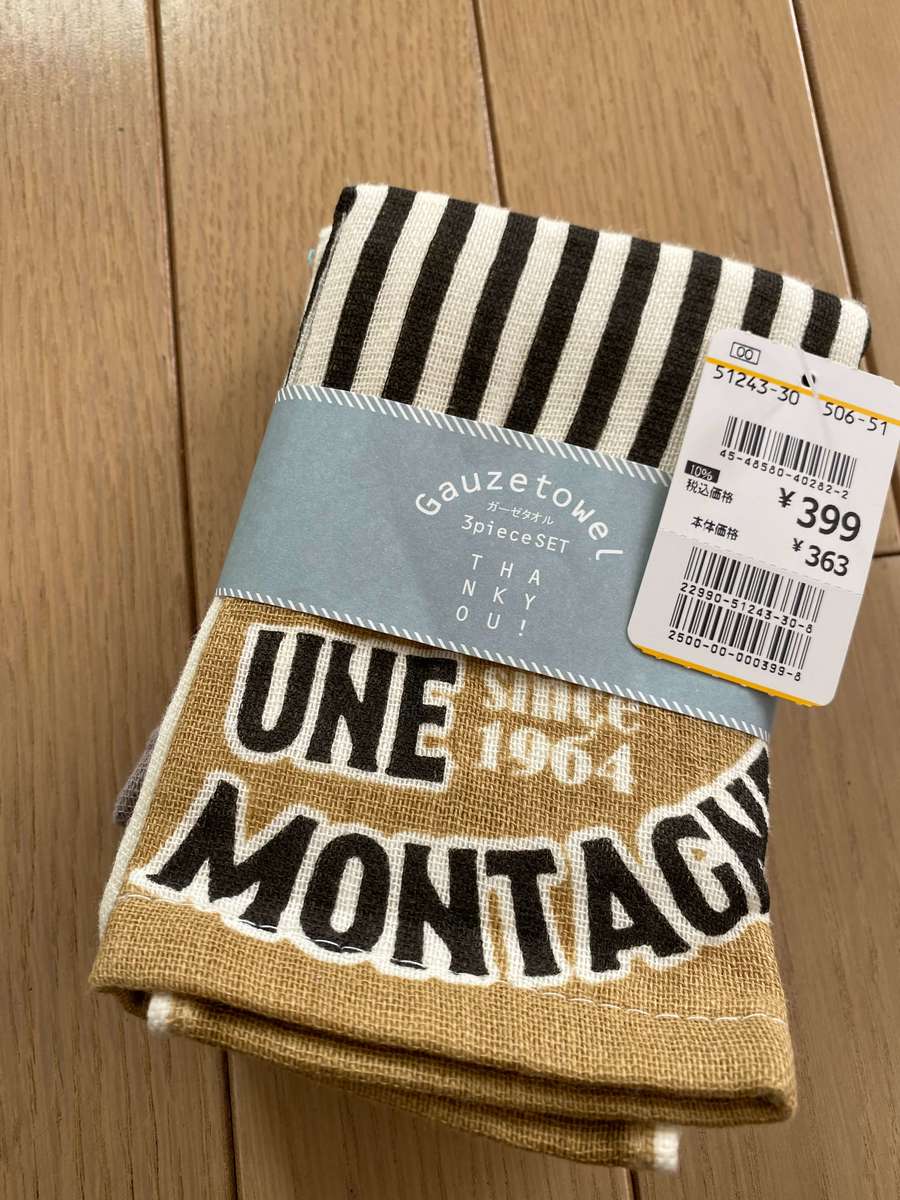 Gauzetowel
ガーゼタオル
3pieceSET
THA
NKY
OU!
OO
51243-30 506-51
45-48580-40282-2
10%
税込価格 ¥399
本体価格 ¥363
22990-51243-30-8
2500-00-000399-8
UNE
since
1964